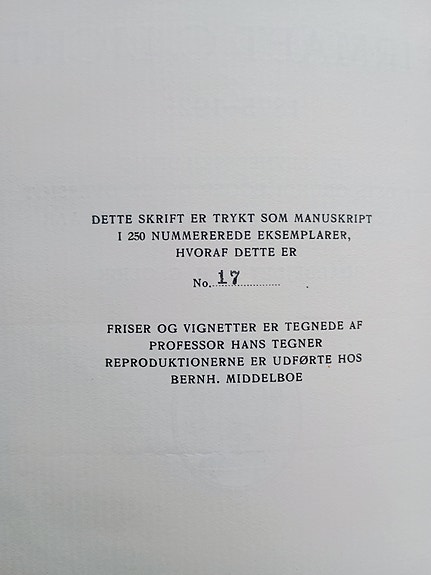 DETTE SKRIFT ER TRYKT SOM MANUSKRIPT
I 250 NUMMEREREDE EKSEMPLARER,
HVORAF DETTE ER
No. 17
FRISER OG VIGNETTER ER TEGNEDE AF
PROFESSOR HANS TEGNER
REPRODUKTIONERNE ER UDFØRTE HOS
BERNH. MIDDELBOE